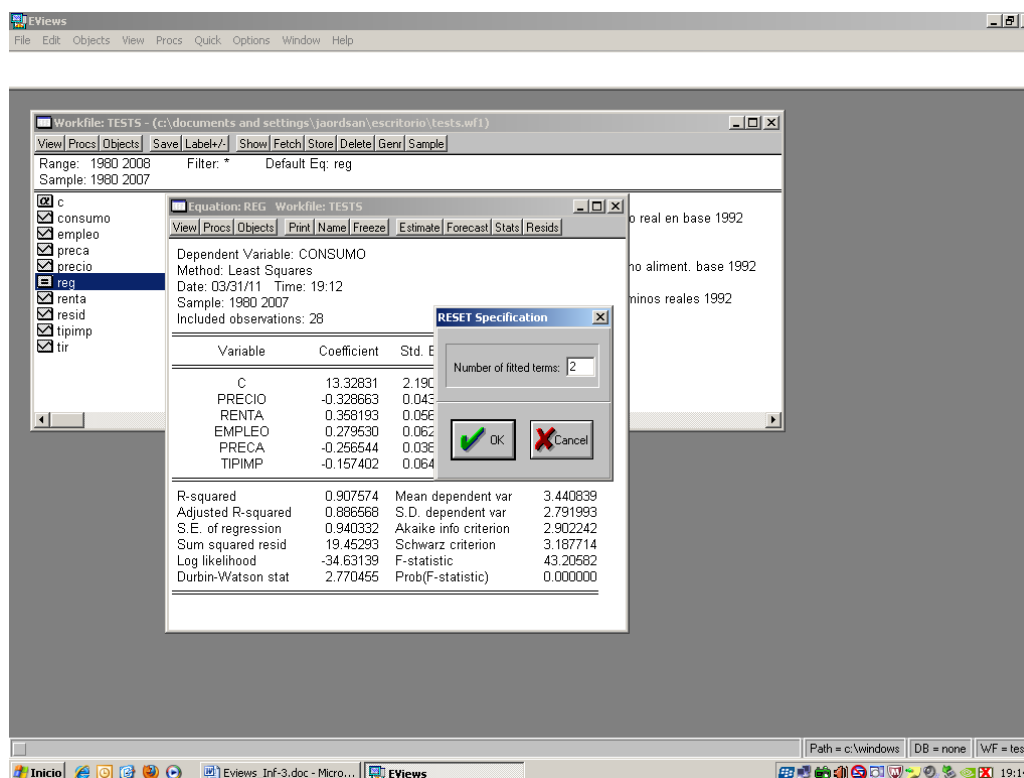 EViews
File Edit Objects View Procs Quick Options Window Help
Workfile: TESTS - (c:\documents and settings\jaordsan\escritorio\tests.wf1)
View Procs Objects Save Label+/- Show Fetch Store Delete Genr Sample
Range: 1980 2008 Filter: * Default Eq: reg
Sample: 1980 2007
c
consumo
empleo
preca
precio
reg
renta
resid
tipimp
tir
o real en base 1992
no aliment. base 1992
minos reales 1992
Equation: REG Workfile: TESTS
View Procs Objects Print Name Freeze Estimate Forecast Stats Resids
Dependent Variable: CONSUMO
Method: Least Squares
Date: 03/31/11 Time: 19:12
Sample: 1980 2007
Included observations: 28
Variable Coefficient Std. E
C 13.32831 2.190
PRECIO -0.328663 0.043
RENTA 0.358193 0.056
EMPLEO 0.279530 0.062
PRECA -0.256544 0.038
TIPIMP -0.157402 0.064
R-squared 0.907574 Mean dependent var 3.440839
Adjusted R-squared 0.886568 S.D. dependent var 2.791993
S.E. of regression 0.940332 Akaike info criterion 2.902242
Sum squared resid 19.45293 Schwarz criterion 3.187714
Log likelihood -34.63139 F-statistic 43.20582
Durbin-Watson stat 2.770455 Prob(F-statistic) 0.000000
RESET Specification
Number of fitted terms: 2
OK Cancel
Path = c:\windows DB = none WF = tes
Inicio Eviews_Inf-3.doc - Micro... EViews 19:1